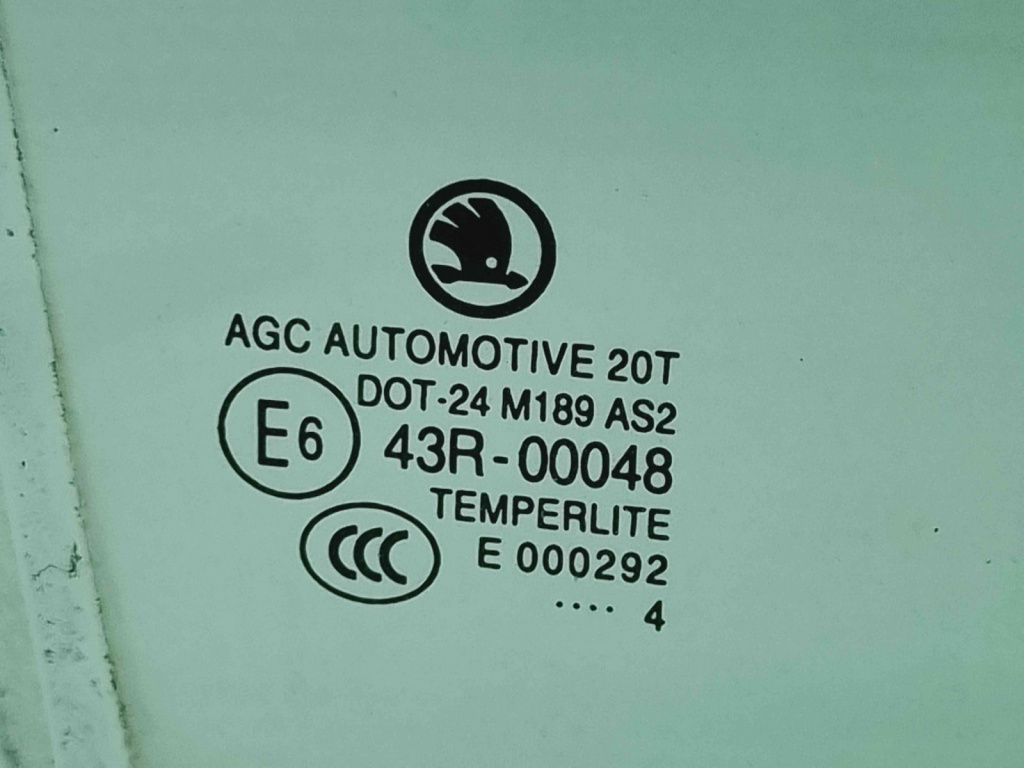 AGC AUTOMOTIVE 20T
DOT-24 M189 AS2
E6 43R-00048
TEMPERLITE
CCC E 000292
.... 4